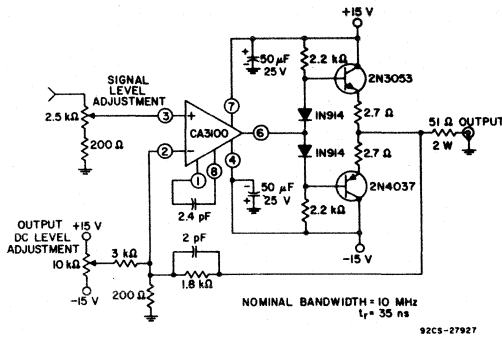 +15 V
50 µF
25 V
2.2 kΩ
2N3053
SIGNAL
LEVEL
ADJUSTMENT
2.5 kΩ
200 Ω
3
+
7
CA3100
6
2
−
4
1
8
2.4 pF
1N914
1N914
2.7 Ω
2.7 Ω
51 Ω OUTPUT
2 W
2N4037
+
−
50 µF
25 V
2.2 kΩ
−15 V
OUTPUT
DC LEVEL
ADJUSTMENT
+15 V
10 kΩ
−15 V
3 kΩ
200 Ω
2 pF
1.8 kΩ
NOMINAL BANDWIDTH = 10 MHz
tr = 35 ns
92CS-27927